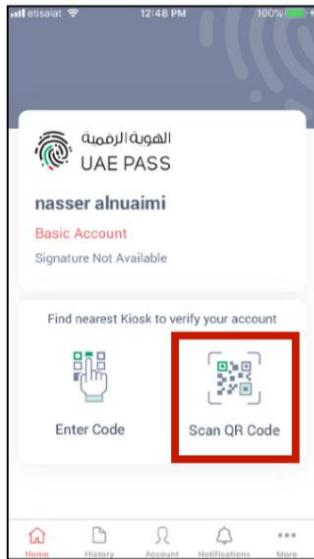 etisalat 12:48 PM 100%
الهوية الرقمية
UAE PASS
nasser alnuaimi
Basic Account
Signature Not Available
Find nearest Kiosk to verify your account
Enter Code Scan QR Code
Home History Account Notifications More